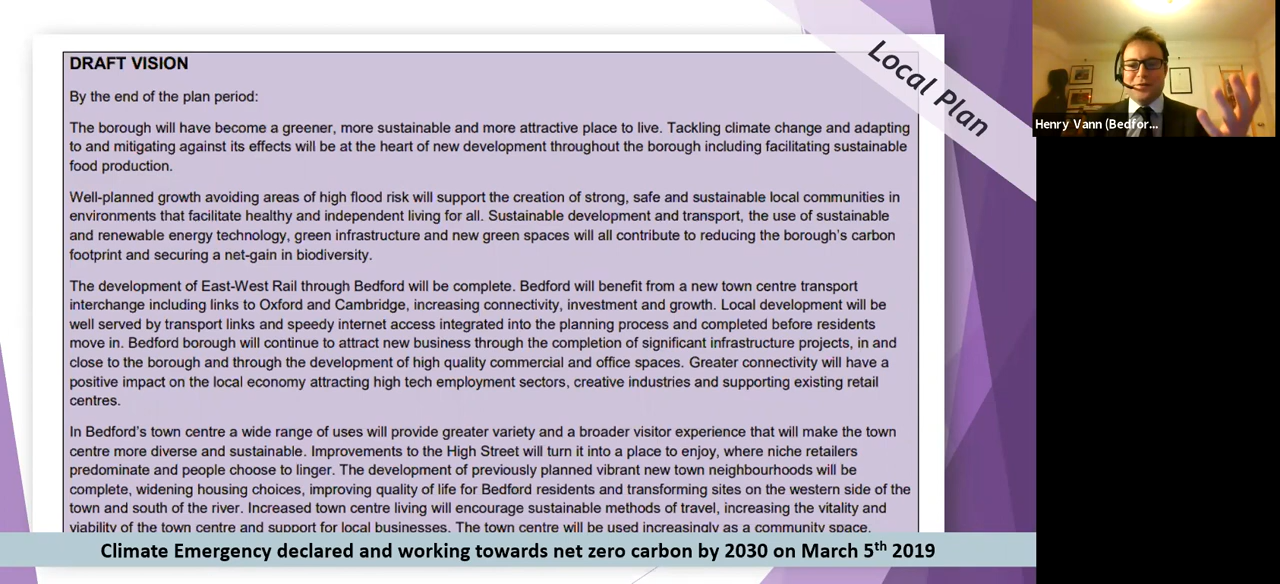 Local Plan
DRAFT VISION
By the end of the plan period:
The borough will have become a greener, more sustainable and more attractive place to live. Tackling climate change and adapting
to and mitigating against its effects will be at the heart of new development throughout the borough including facilitating sustainable
food production.
Well-planned growth avoiding areas of high flood risk will support the creation of strong, safe and sustainable local communities in
environments that facilitate healthy and independent living for all. Sustainable development and transport, the use of sustainable
and renewable energy technology, green infrastructure and new green spaces will all contribute to reducing the borough's carbon
footprint and securing a net-gain in biodiversity.
The development of East-West Rail through Bedford will be complete. Bedford will benefit from a new town centre transport
interchange including links to Oxford and Cambridge, increasing connectivity, investment and growth. Local development will be
well served by transport links and speedy internet access integrated into the planning process and completed before residents
move in. Bedford borough will continue to attract new business through the completion of significant infrastructure projects, in and
close to the borough and through the development of high quality commercial and office spaces. Greater connectivity will have a
positive impact on the local economy attracting high tech employment sectors, creative industries and supporting existing retail
centres.
In Bedford's town centre a wide range of uses will provide greater variety and a broader visitor experience that will make the town
centre more diverse and sustainable. Improvements to the High Street will turn it into a place to enjoy, where niche retailers
predominate and people choose to linger. The development of previously planned vibrant new town neighbourhoods will be
complete, widening housing choices, improving quality of life for Bedford residents and transforming sites on the western side of the
town and south of the river. Increased town centre living will encourage sustainable methods of travel, increasing the vitality and
viability of the town centre and support for local businesses. The town centre will be used increasingly as a community space,
Climate Emergency declared and working towards net zero carbon by 2030 on March 5th 2019
Henry Vann (Bedfor...